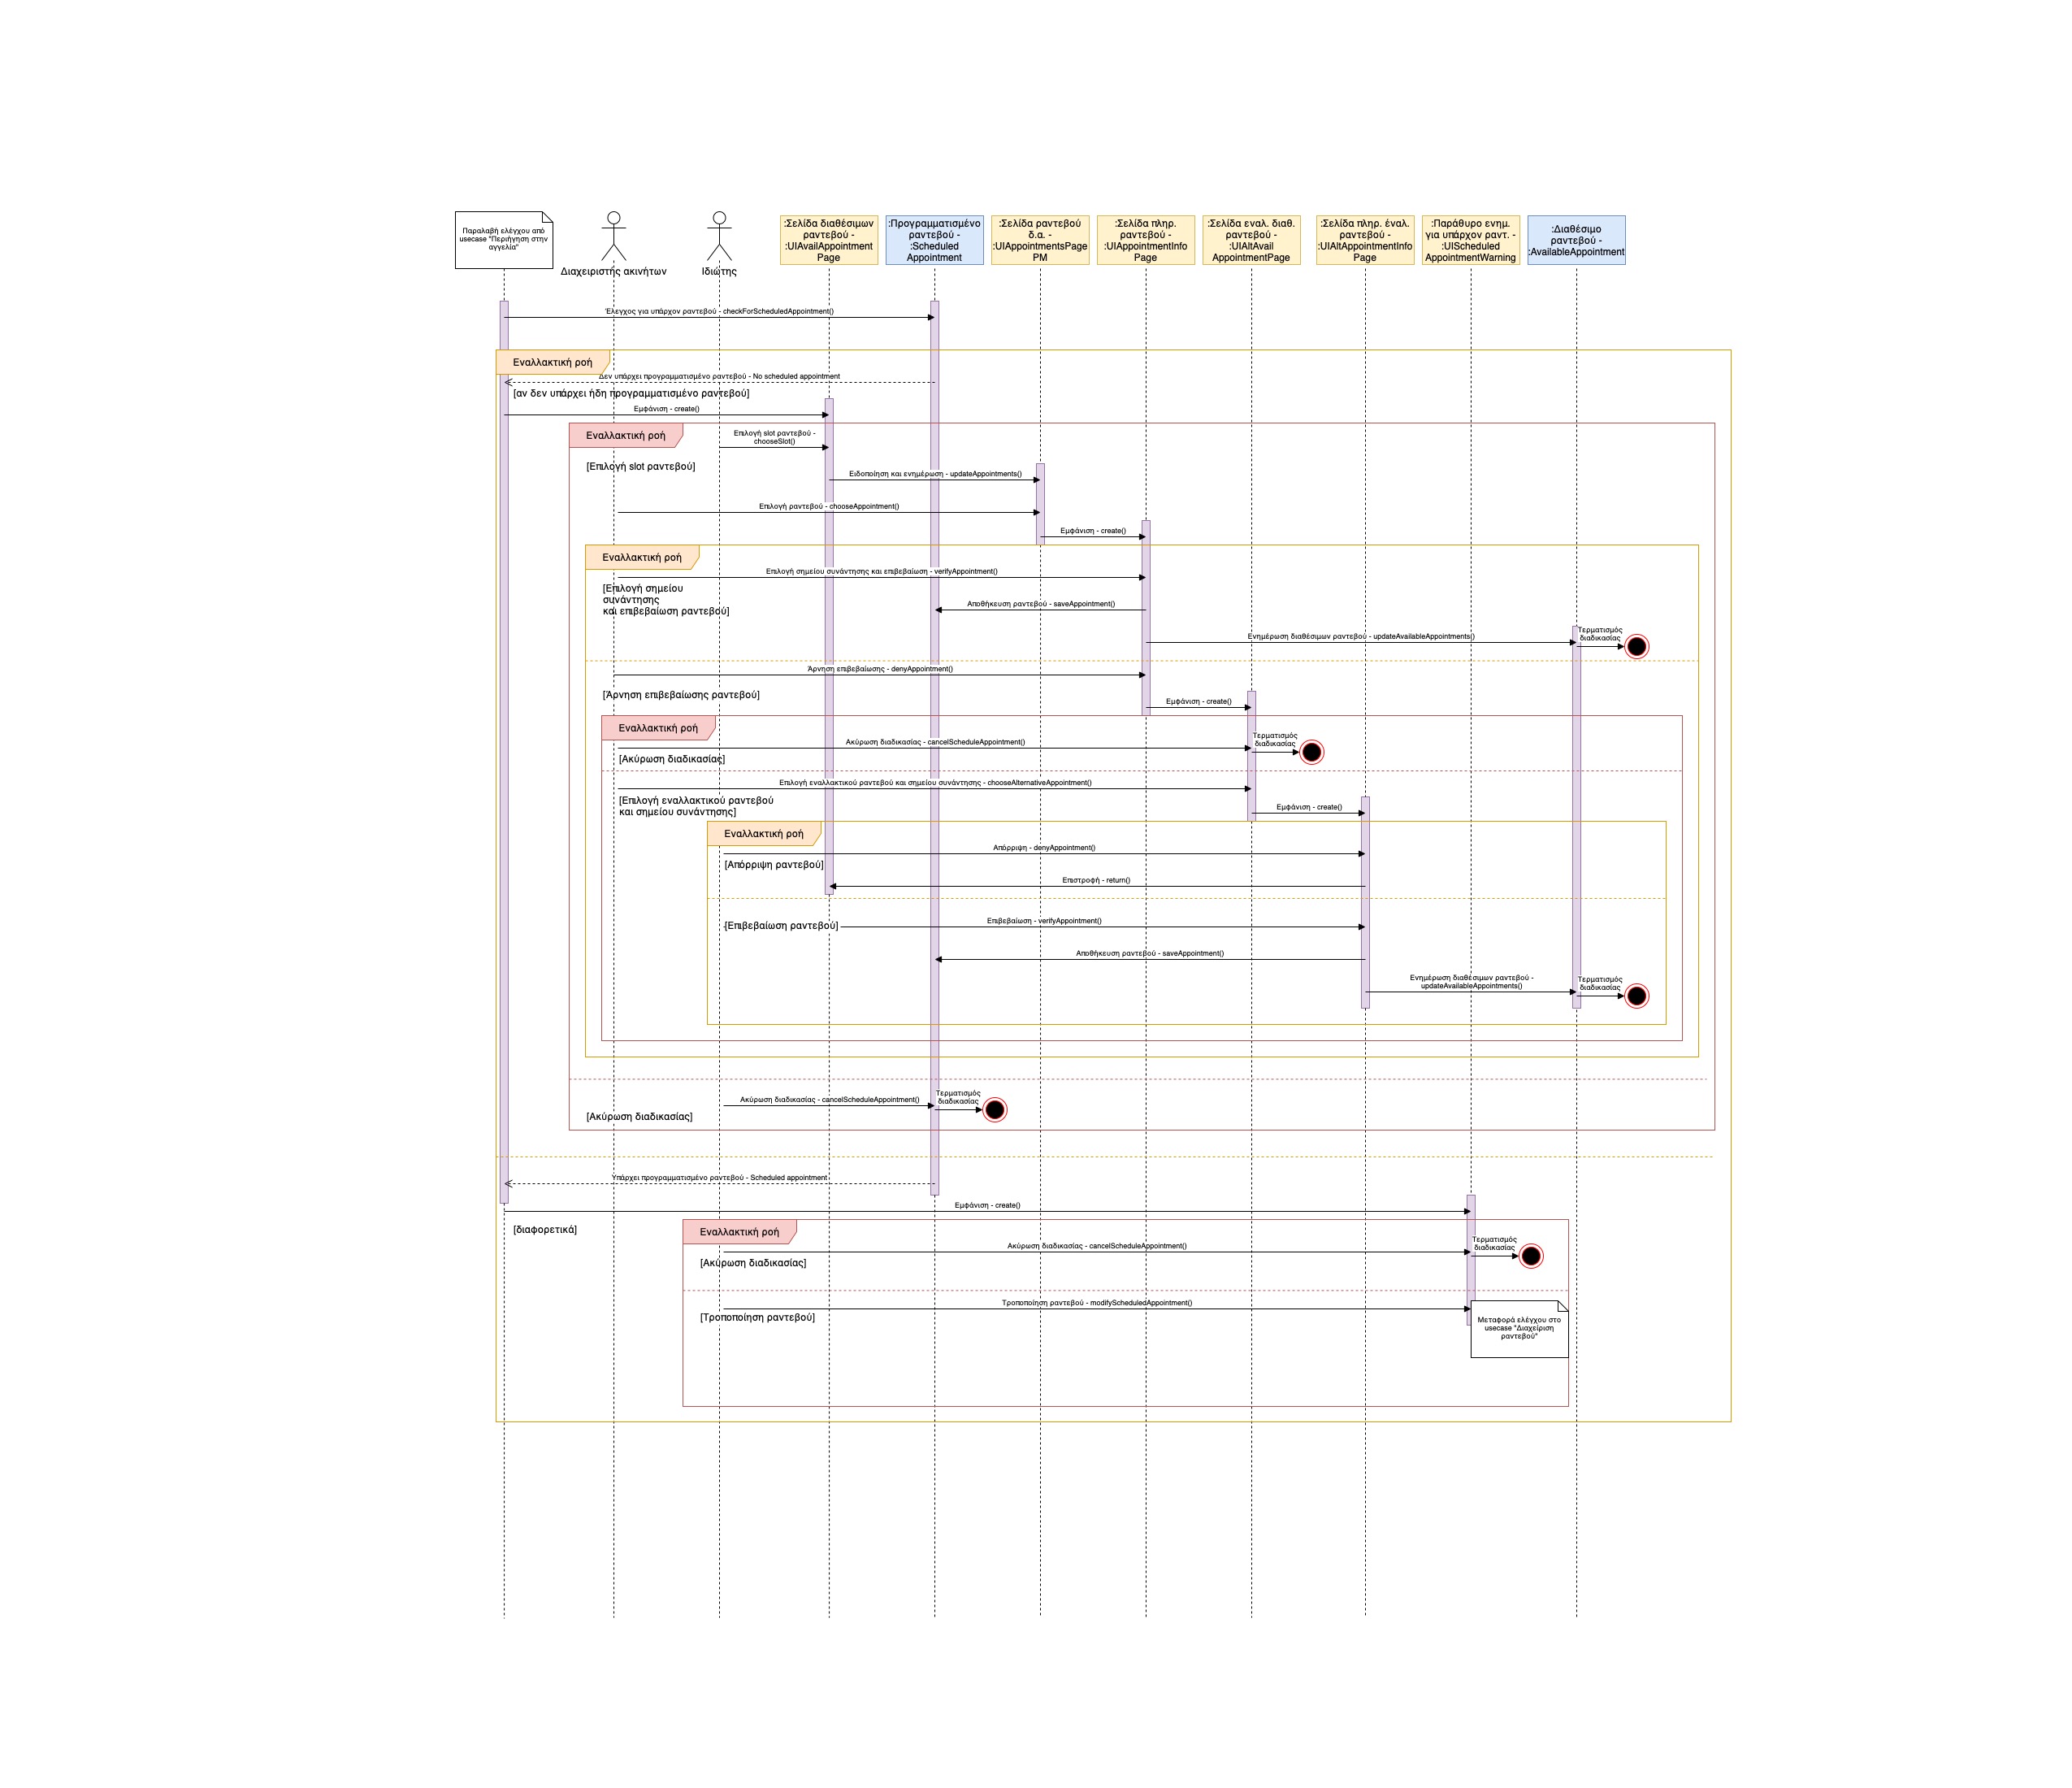 Παραλαβή ελέγχου από
usecase "Περιήγηση στην
αγγελία"
Διαχειριστής ακινήτων
Ιδιώτης
:Σελίδα διαθέσιμων
ραντεβού -
:UIAvailAppointment
Page
:Προγραμματισμένο
ραντεβού -
:Scheduled
Appointment
:Σελίδα ραντεβού
δ.α. -
:UIAppointmentsPage
PM
:Σελίδα πληρ.
ραντεβού -
:UIAppointmentInfo
Page
:Σελίδα εναλ. διαθ.
ραντεβού -
:UIAltAvail
AppointmentPage
:Σελίδα πληρ. έναλ.
ραντεβού -
:UIAltAppointmentInfo
Page
:Παράθυρο ενημ.
για υπάρχον ραντ. -
:UIScheduled
AppointmentWarning
:Διαθέσιμο
ραντεβού -
:AvailableAppointment
Έλεγχος για υπάρχον ραντεβού - checkForScheduledAppointment()
Εναλλακτική ροή
Δεν υπάρχει προγραμματισμένο ραντεβού - No scheduled appointment
[αν δεν υπάρχει ήδη προγραμματισμένο ραντεβού]
Εμφάνιση - create()
Εναλλακτική ροή
Επιλογή slot ραντεβού -
chooseSlot()
[Επιλογή slot ραντεβού]
Ειδοποίηση και ενημέρωση - updateAppointments()
Επιλογή ραντεβού - chooseAppointment()
Εμφάνιση - create()
Εναλλακτική ροή
Επιλογή σημείου συνάντησης και επιβεβαίωση - verifyAppointment()
[Επιλογή σημείου
συνάντησης
και επιβεβαίωση ραντεβού]
Αποθήκευση ραντεβού - saveAppointment()
Ενημέρωση διαθέσιμων ραντεβού - updateAvailableAppointments()
Τερματισμός
διαδικασίας
Άρνηση επιβεβαίωσης - denyAppointment()
[Άρνηση επιβεβαίωσης ραντεβού]
Εμφάνιση - create()
Εναλλακτική ροή
Ακύρωση διαδικασίας - cancelScheduleAppointment()
Τερματισμός
διαδικασίας
[Ακύρωση διαδικασίας]
Επιλογή εναλλακτικού ραντεβού και σημείου συνάντησης - chooseAlternativeAppointment()
[Επιλογή εναλλακτικού ραντεβού
και σημείου συνάντησης]
Εμφάνιση - create()
Εναλλακτική ροή
Απόρριψη - denyAppointment()
[Απόρριψη ραντεβού]
Επιστροφή - return()
[Επιβεβαίωση ραντεβού]
Επιβεβαίωση - verifyAppointment()
Αποθήκευση ραντεβού - saveAppointment()
Ενημέρωση διαθέσιμων ραντεβού -
updateAvailableAppointments()
Τερματισμός
διαδικασίας
Ακύρωση διαδικασίας - cancelScheduleAppointment()
Τερματισμός
διαδικασίας
[Ακύρωση διαδικασίας]
Υπάρχει προγραμματισμένο ραντεβού - Scheduled appointment
Εμφάνιση - create()
[διαφορετικά]
Εναλλακτική ροή
Ακύρωση διαδικασίας - cancelScheduleAppointment()
Τερματισμός
διαδικασίας
[Ακύρωση διαδικασίας]
Τροποποίηση ραντεβού - modifyScheduledAppointment()
[Τροποποίηση ραντεβού]
Μεταφορά ελέγχου στο
usecase "Διαχείριση
ραντεβού"